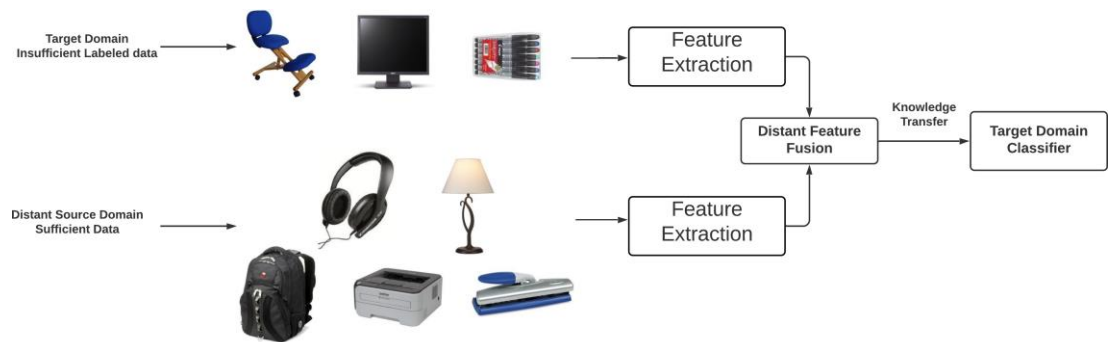 Target Domain
Insufficient Labeled data
Feature
Extraction
Distant Feature
Fusion
Knowledge
Transfer
Target Domain
Classifier
Distant Source Domain
Sufficient Data
Feature
Extraction